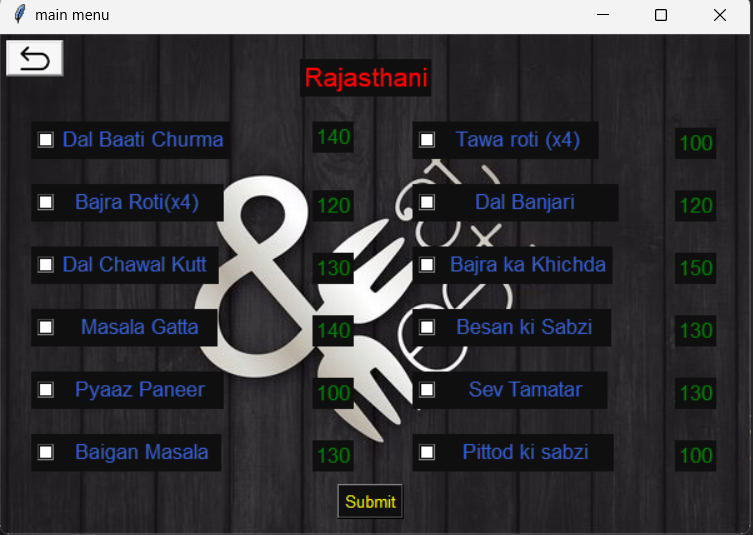 main menu
Rajasthani
Dal Baati Churma 140 Tawa roti (x4) 100
Bajra Roti(x4) 120 Dal Banjari 120
Dal Chawal Kutt 130 Bajra ka Khichda 150
Masala Gatta 140 Besan ki Sabzi 130
Pyaaz Paneer 100 Sev Tamatar 130
Baigan Masala 130 Pittod ki sabzi 100
Submit